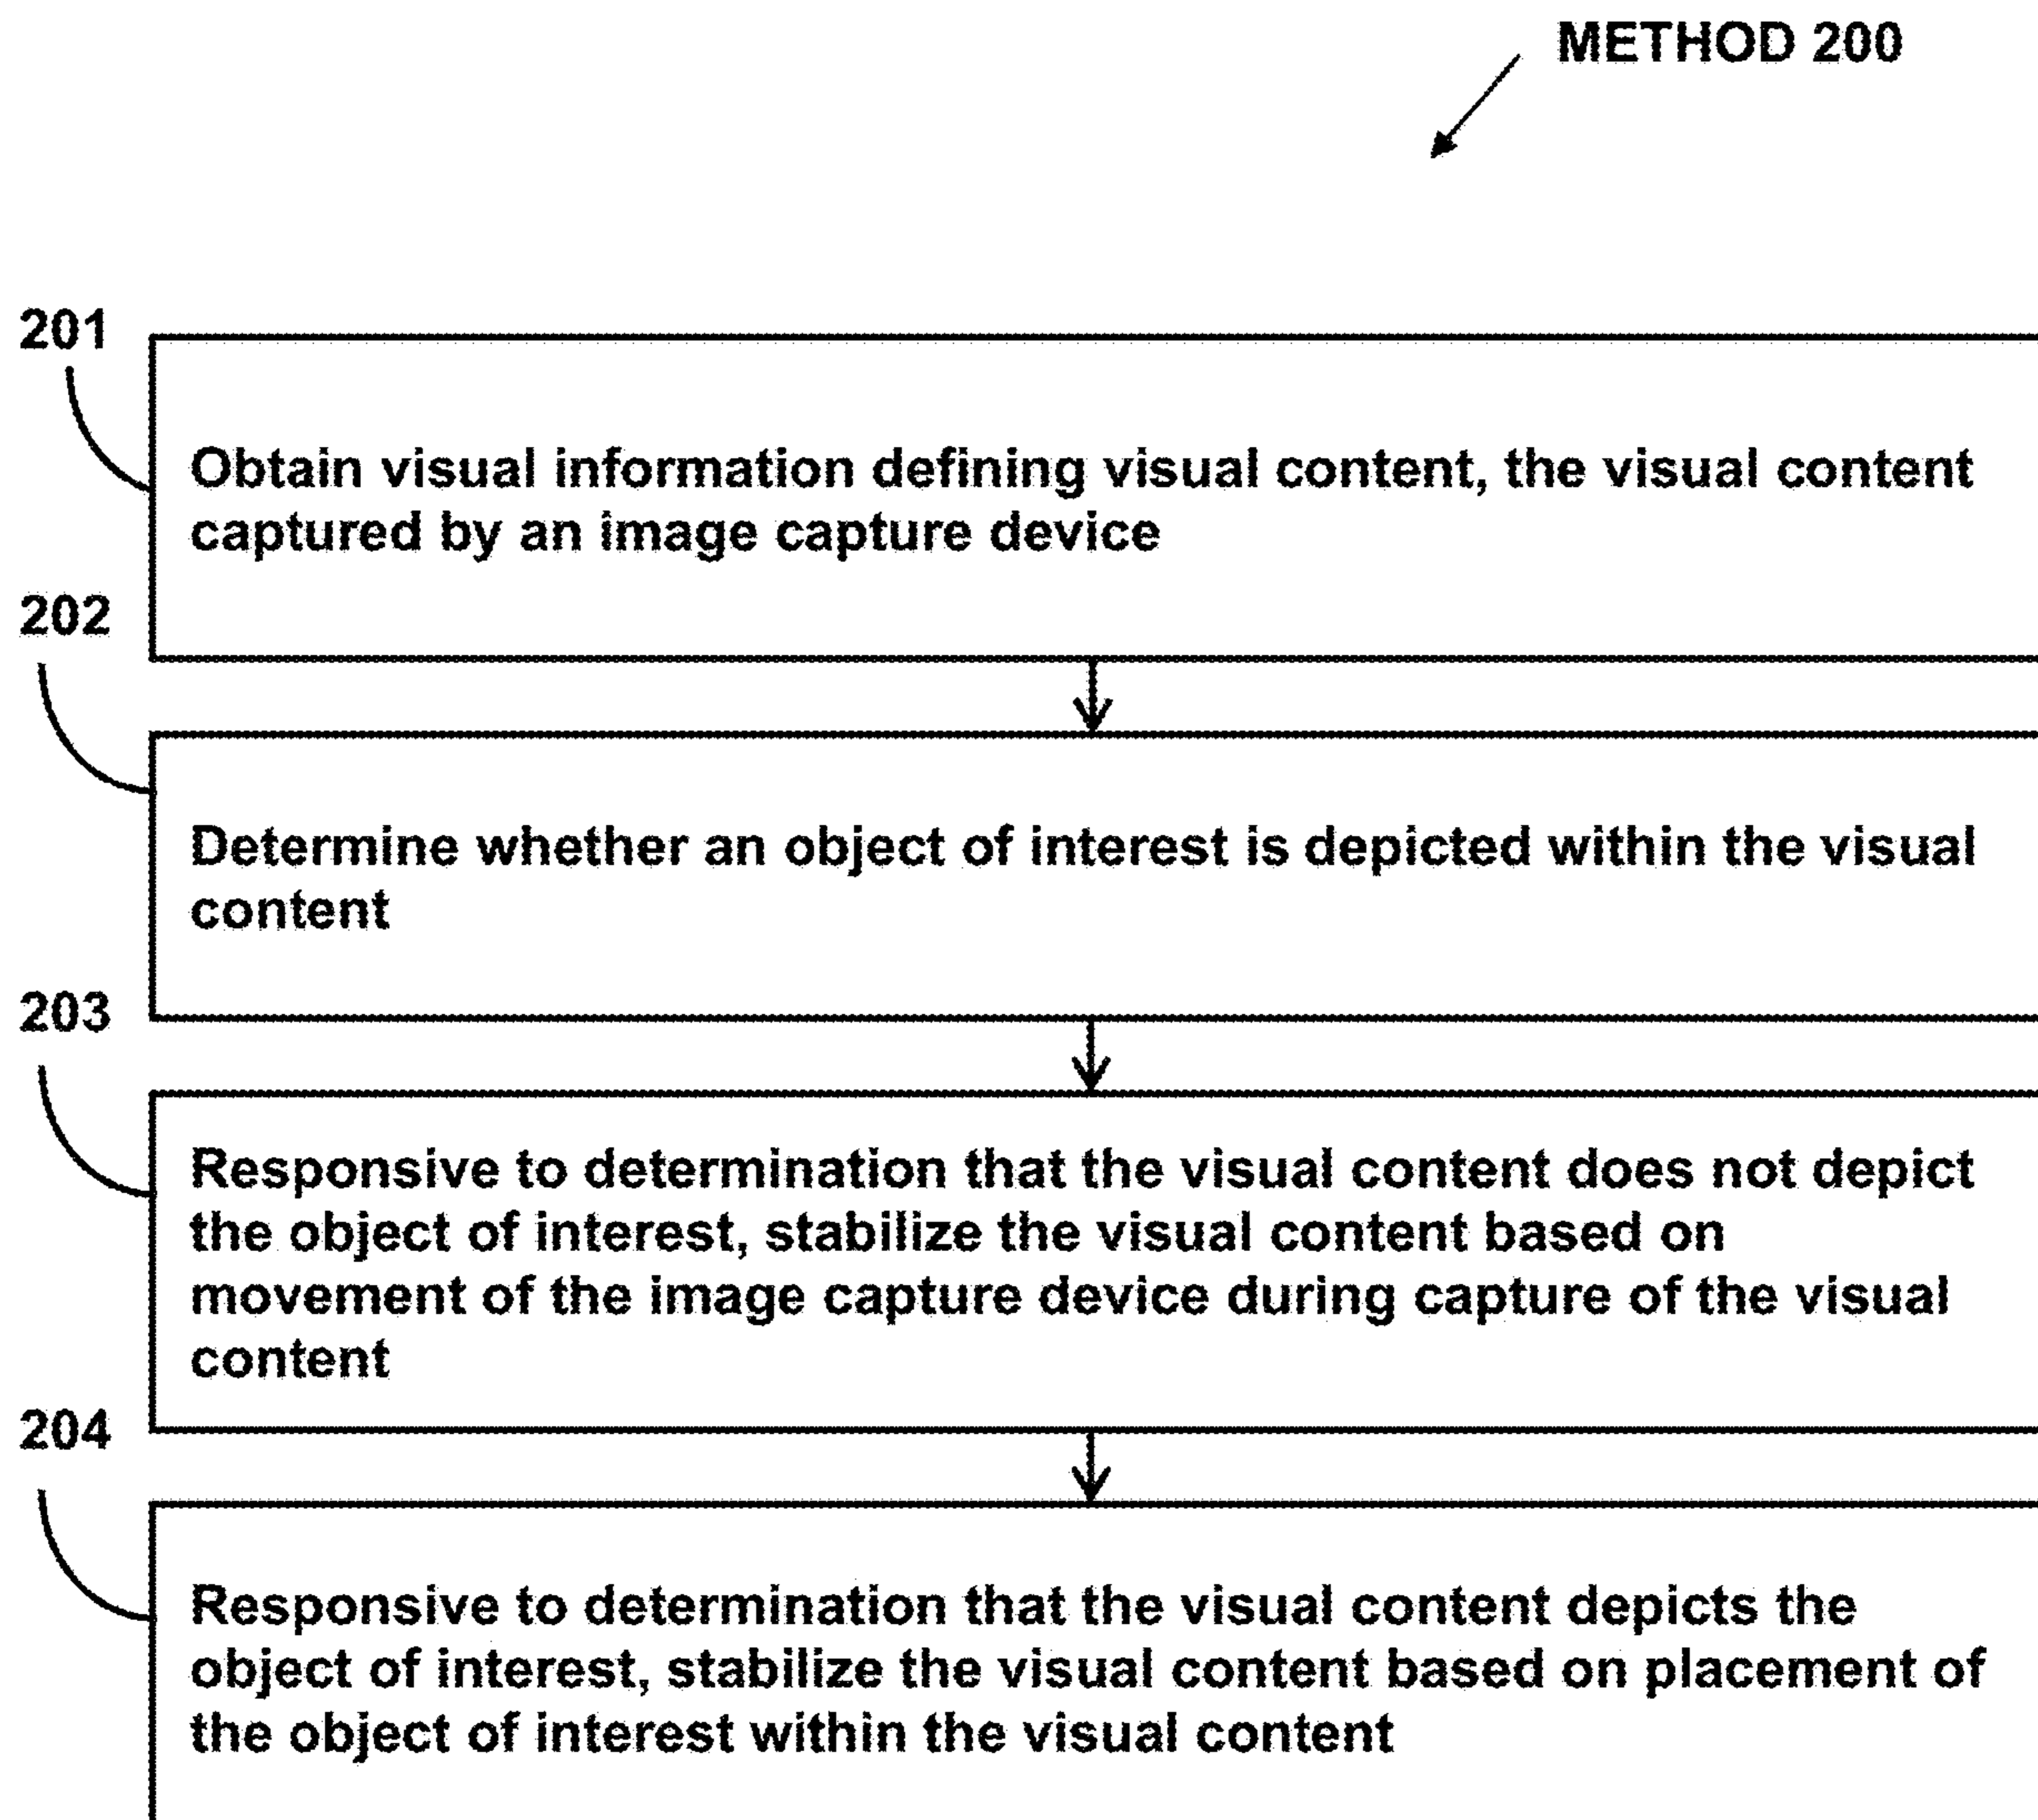 METHOD 200
201
Obtain visual information defining visual content, the visual content
captured by an image capture device
202
Determine whether an object of interest is depicted within the visual
content
203
Responsive to determination that the visual content does not depict
the object of interest, stabilize the visual content based on
movement of the image capture device during capture of the visual
content
204
Responsive to determination that the visual content depicts the
object of interest, stabilize the visual content based on placement of
the object of interest within the visual content